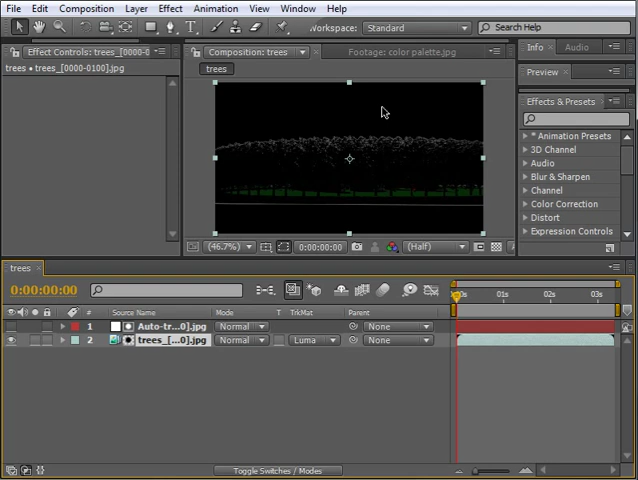 File Edit Composition Layer Effect Animation View Window Help
Workspace: Standard Search Help
Effect Controls: trees_[0000-0 Composition: trees Footage: color palette.jpg Info Audio
trees • trees_[0000-0100].jpg trees Preview
Effects & Presets
* Animation Presets
3D Channel
Audio
Blur & Sharpen
Channel
Color Correction
Distort
Expression Controls
(46.7%) 0:00:00:00 (Half)
trees
0:00:00:00 00s 01s 02s 03s
# Source Name Mode T TrkMat Parent
1 Auto-tr...0].jpg Normal None
2 trees_[...0].jpg Normal Luma None
Toggle Switches / Modes